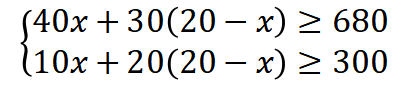 40x + 30(20 − x) ≥ 680
10x + 20(20 − x) ≥ 300